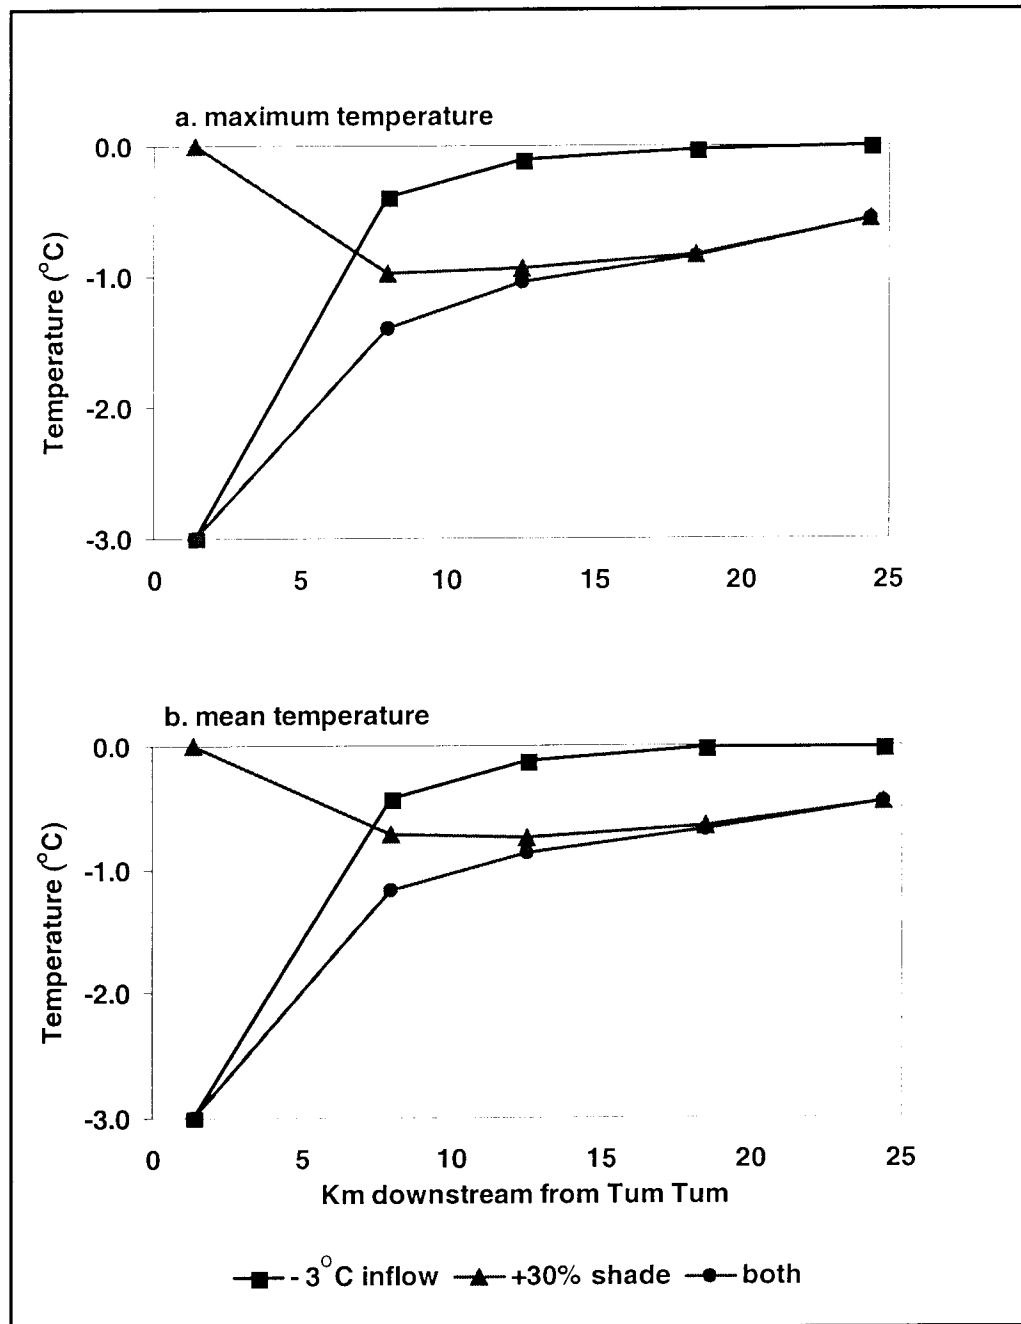 a. maximum temperature
0.0
-1.0
-2.0
-3.0
Temperature (°C)
0 5 10 15 20 25
b. mean temperature
0.0
-1.0
-2.0
-3.0
Temperature (°C)
0 5 10 15 20 25
Km downstream from Tum Tum
- 3°C inflow +30% shade both